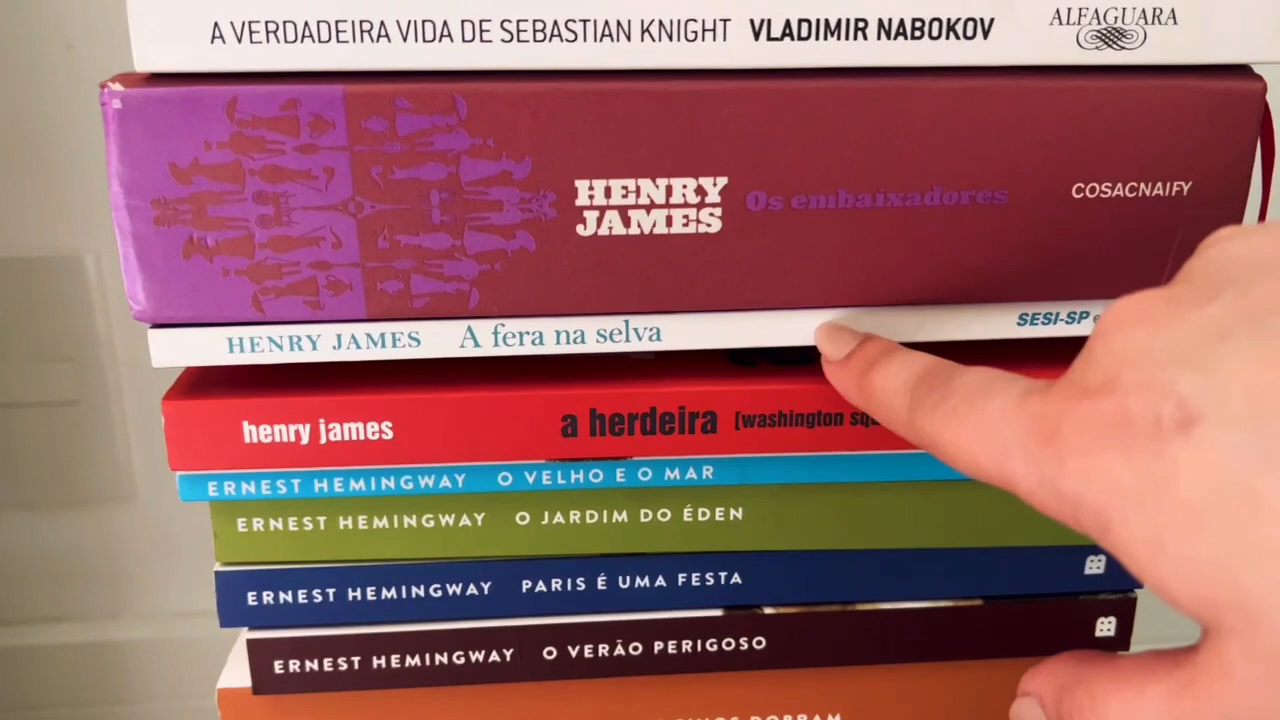 A VERDADEIRA VIDA DE SEBASTIAN KNIGHT VLADIMIR NABOKOV ALFAGUARA
HENRY JAMES Os embaixadores COSACNAIFY
HENRY JAMES A fera na selva SESI-SP
henry james a herdeira [washington
ERNEST HEMINGWAY O VELHO E O MAR
ERNEST HEMINGWAY O JARDIM DO ÉDEN
ERNEST HEMINGWAY PARIS É UMA FESTA
ERNEST HEMINGWAY O VERÃO PERIGOSO
DOBRAM